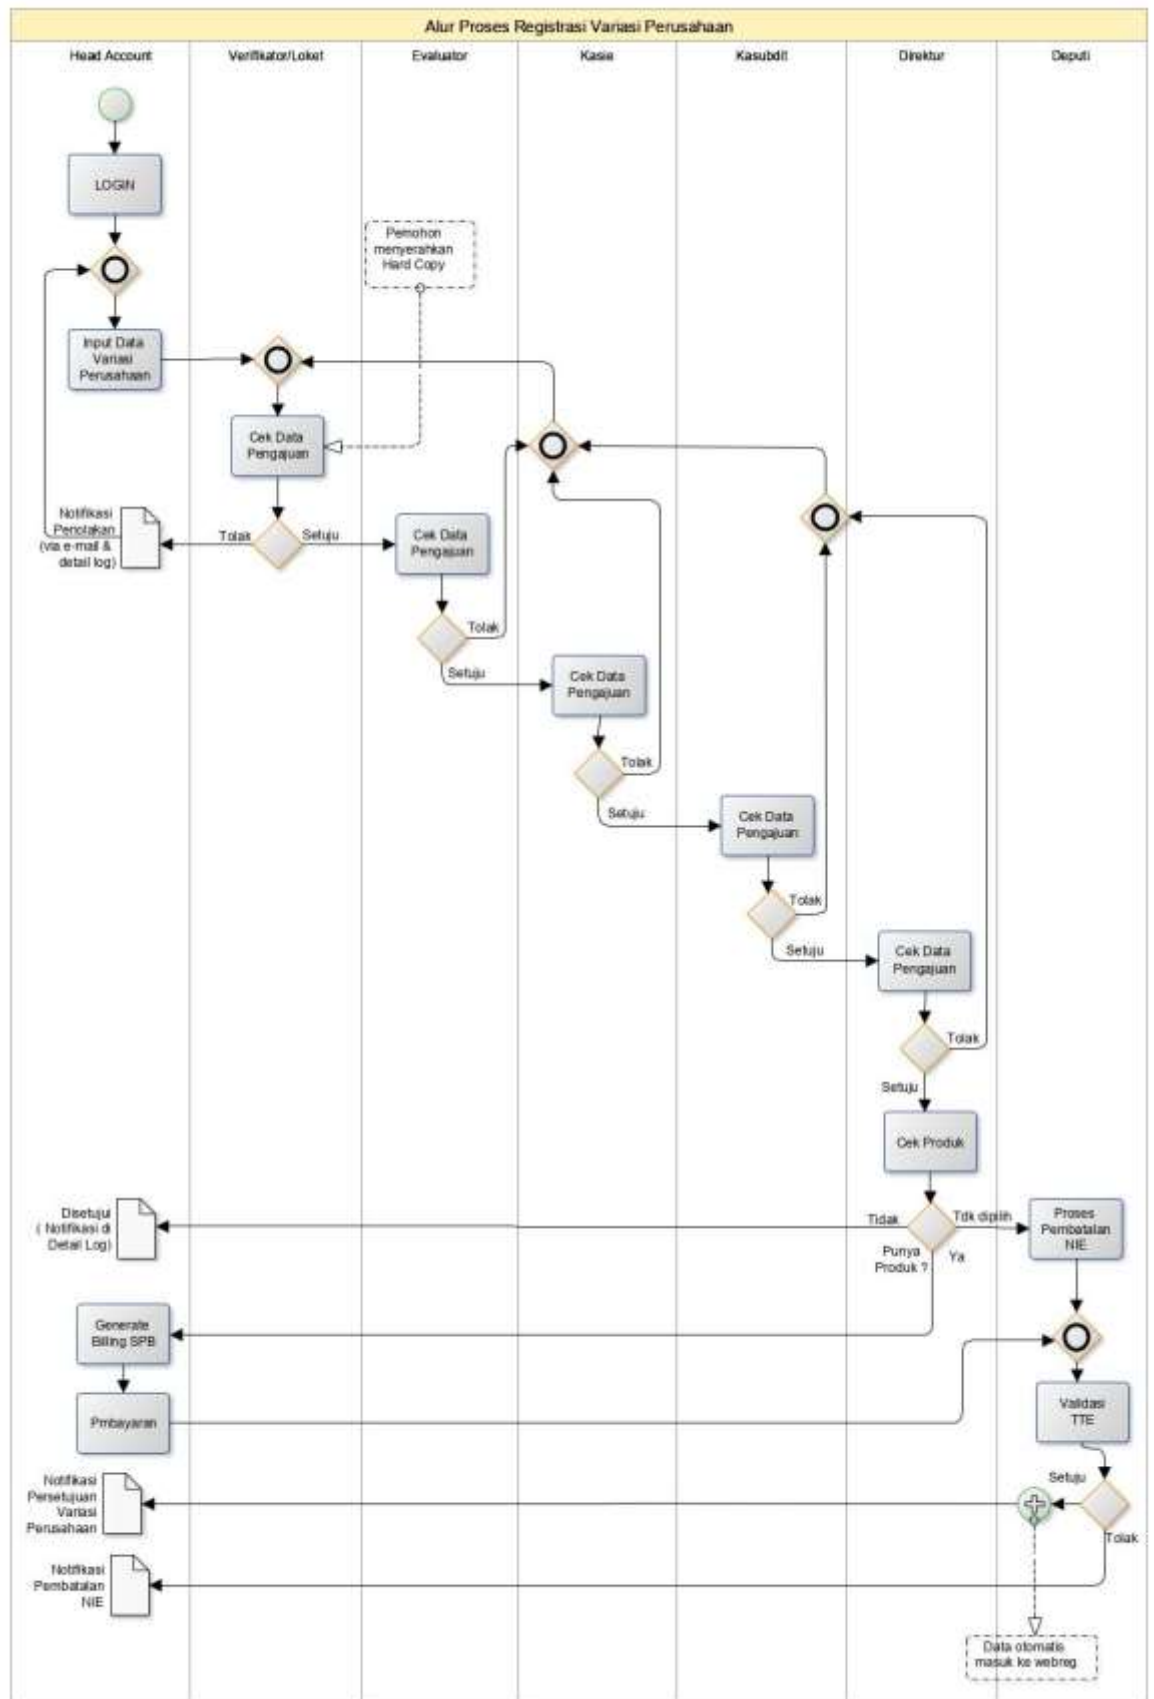 Alur Proses Registrasi Variasi Perusahaan
Head Account
Verifikator/Loket
Evaluator
Kasie
Kasubdit
Direktur
Deputi
LOGIN
Pemohon
menyerahkan
Hard Copy
Input Data
Variasi
Perusahaan
Cek Data
Pengajuan
Notifikasi
Penolakan
(via e-mail &
detail log)
Tolak
Setuju
Cek Data
Pengajuan
Tolak
Setuju
Cek Data
Pengajuan
Tolak
Setuju
Cek Data
Pengajuan
Tolak
Setuju
Cek Data
Pengajuan
Tolak
Setuju
Cek Produk
Disetujui
( Notifikasi di
Detail Log)
Tidak
Tdk dipilih
Punya
Produk ?
Ya
Proses
Pembatalan
NIE
Generate
Billing SPB
Pmbayaran
Validasi
TTE
Notifikasi
Persetujuan
Variasi
Perusahaan
Setuju
Tolak
Notifikasi
Pembatalan
NIE
Data otomatis
masuk ke webreg